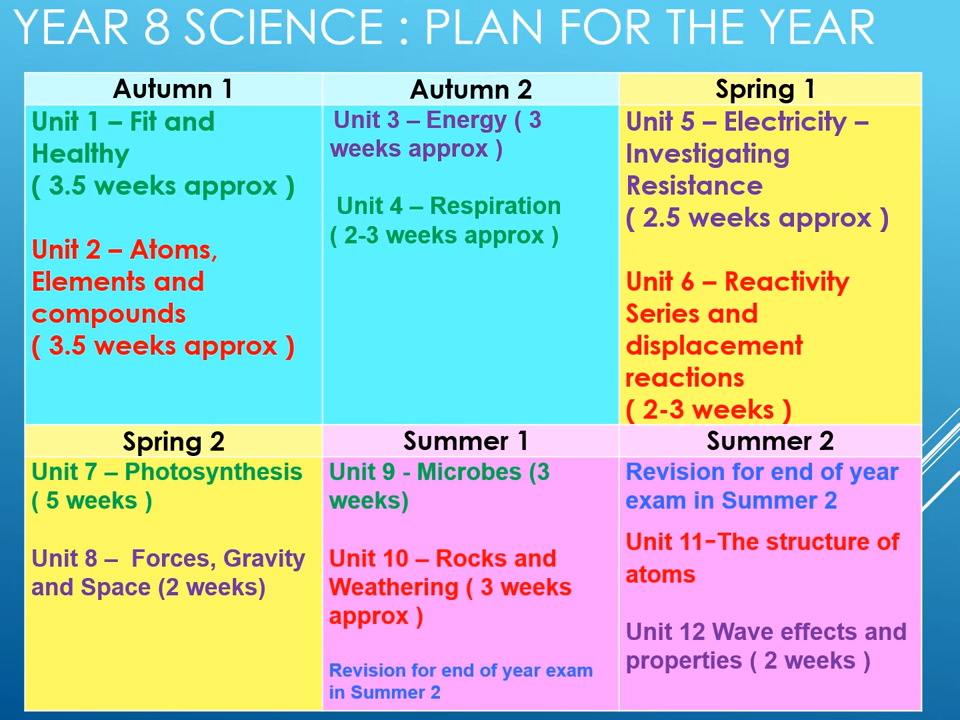 YEAR 8 SCIENCE : PLAN FOR THE YEAR
Autumn 1
Unit 1 – Fit and
Healthy
( 3.5 weeks approx )
Unit 2 – Atoms,
Elements and
compounds
( 3.5 weeks approx )
Autumn 2
Unit 3 – Energy ( 3
weeks approx )
Unit 4 – Respiration
( 2-3 weeks approx )
Spring 1
Unit 5 – Electricity –
Investigating
Resistance
( 2.5 weeks approx )
Unit 6 – Reactivity
Series and
displacement
reactions
( 2-3 weeks )
Spring 2
Unit 7 – Photosynthesis
( 5 weeks )
Unit 8 – Forces, Gravity
and Space (2 weeks)
Summer 1
Unit 9 - Microbes (3
weeks)
Unit 10 – Rocks and
Weathering ( 3 weeks
approx )
Revision for end of year exam
in Summer 2
Summer 2
Revision for end of year
exam in Summer 2
Unit 11–The structure of
atoms
Unit 12 Wave effects and
properties ( 2 weeks )